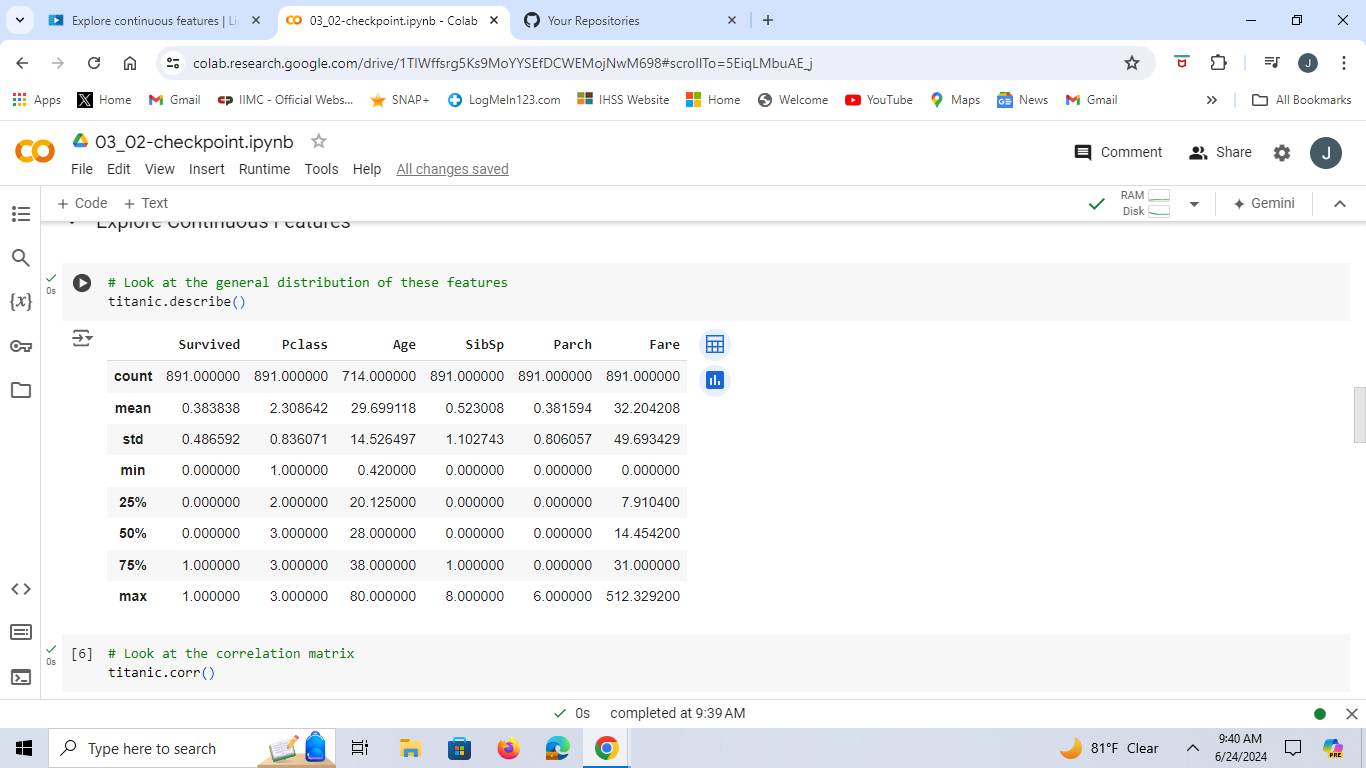 Explore continuous features | Li
03_02-checkpoint.ipynb - Colab
Your Repositories
colab.research.google.com/drive/1TIWffsrg5Ks9MoYYSEfDCWEMojNwM698#scrollTo=5EiqLMbuAE_j
J
Apps
Home
Gmail
IIMC - Official Webs...
SNAP+
LogMeIn123.com
IHSS Website
Home
Welcome
YouTube
Maps
News
Gmail
All Bookmarks
03_02-checkpoint.ipynb
Comment
Share
J
File Edit View Insert Runtime Tools Help All changes saved
+ Code + Text
RAM
Disk
Gemini
Explore Continuous Features
0s
# Look at the general distribution of these features
titanic.describe()
Survived Pclass Age SibSp Parch Fare
count 891.000000 891.000000 714.000000 891.000000 891.000000 891.000000
mean 0.383838 2.308642 29.699118 0.523008 0.381594 32.204208
std 0.486592 0.836071 14.526497 1.102743 0.806057 49.693429
min 0.000000 1.000000 0.420000 0.000000 0.000000 0.000000
25% 0.000000 2.000000 20.125000 0.000000 0.000000 7.910400
50% 0.000000 3.000000 28.000000 0.000000 0.000000 14.454200
75% 1.000000 3.000000 38.000000 1.000000 0.000000 31.000000
max 1.000000 3.000000 80.000000 8.000000 6.000000 512.329200
0s
[6] # Look at the correlation matrix
titanic.corr()
0s completed at 9:39 AM
Type here to search
81°F Clear
9:40 AM
6/24/2024
PRE